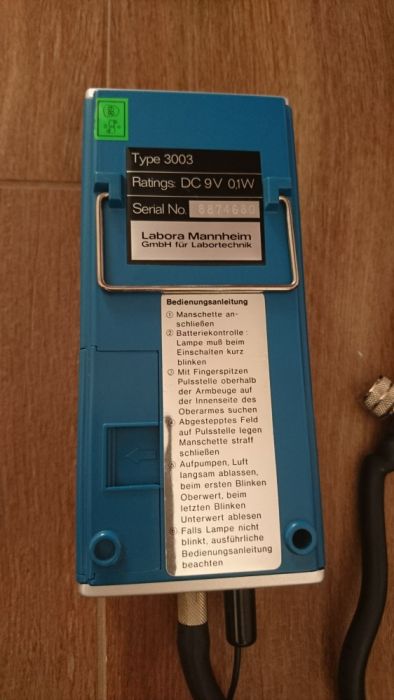 Type 3003
Ratings: DC 9V 0,1W
Serial No. 8874680
Labora Mannheim
GmbH für Labortechnik
Bedienungsanleitung
① Manschette an-
schließen
② Batteriekontrolle:
Lampe muß beim
Einschalten kurz
blinken
③ Mit Fingerspitzen
Pulsstelle oberhalb
der Armbeuge auf
der Innenseite des
Oberarmes suchen
④ Abgestepptes Feld
auf Pulsstelle legen
Manschette straff
schließen
⑤ Aufpumpen, Luft
langsam ablassen,
beim ersten Blinken
Oberwert, beim
letzten Blinken
Unterwert ablesen
⑥ Falls Lampe nicht
blinkt, ausführliche
Bedienungsanleitung
beachten